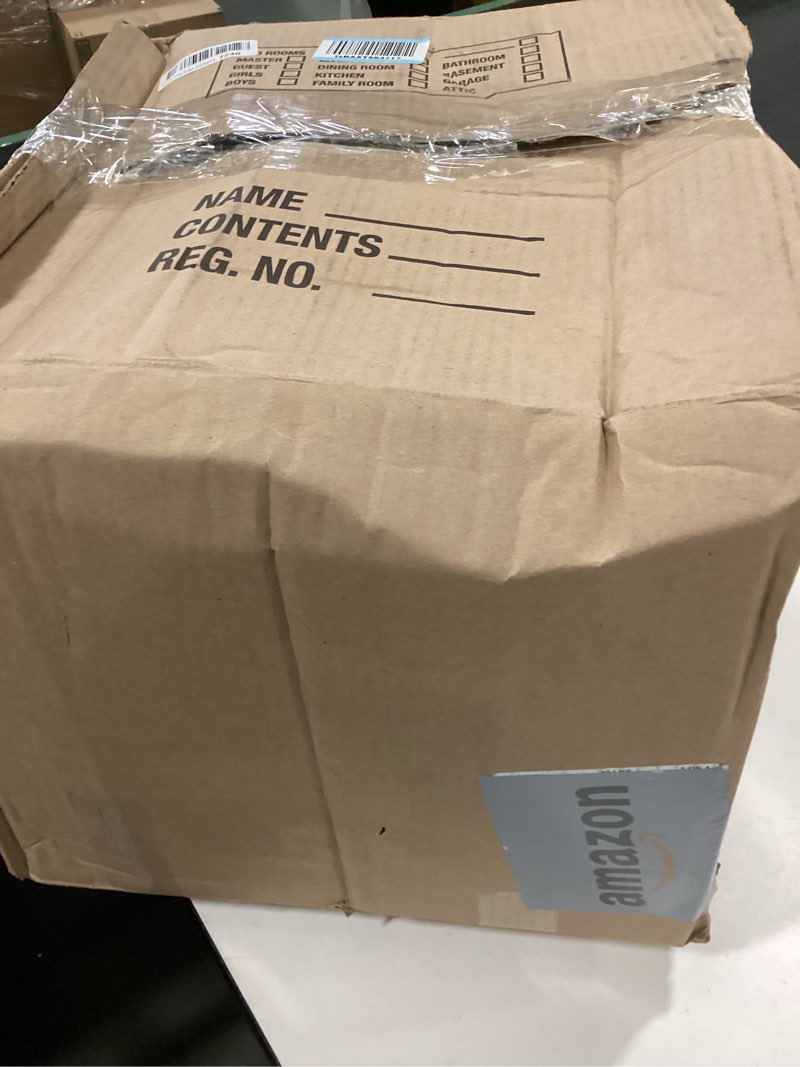 ROOMS
MASTER
GUEST
GIRLS
BOYS
DINING ROOM
KITCHEN
FAMILY ROOM
BATHROOM
BASEMENT
GARAGE
ATTIC
NAME
CONTENTS
REG. NO.
amazon